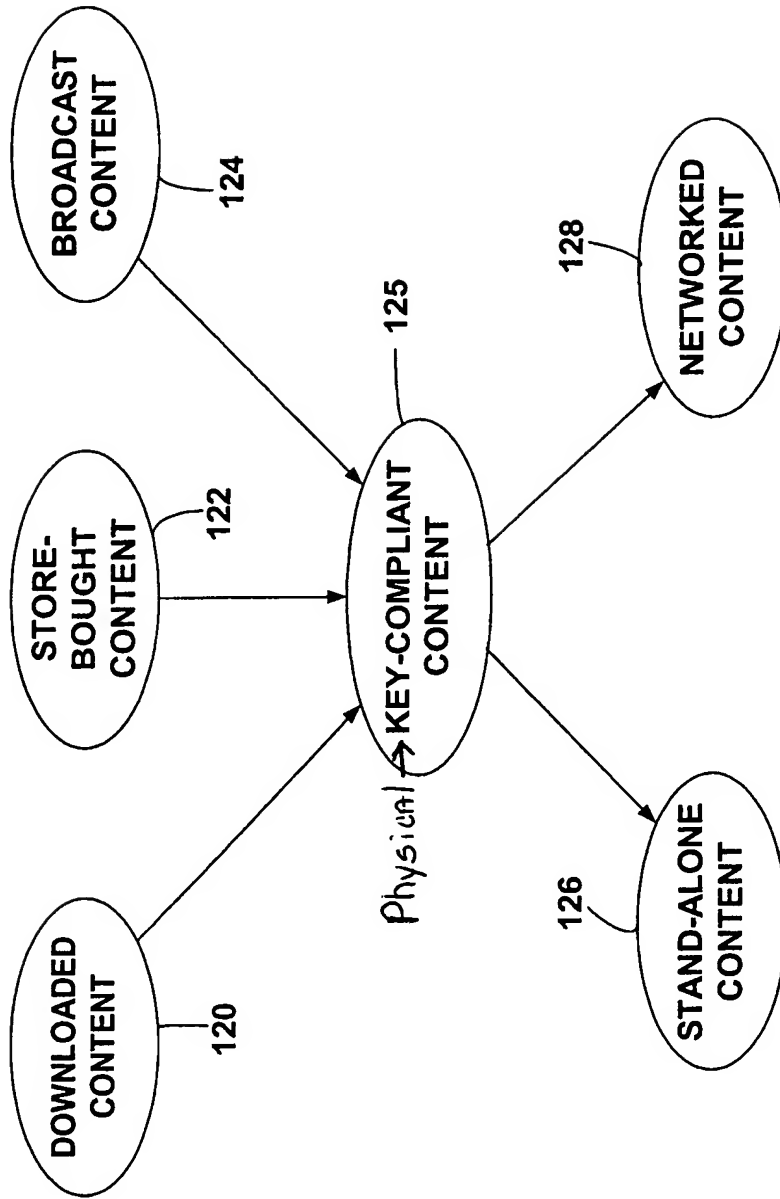 DOWNLOADED
CONTENT
120
STORE-
BOUGHT
CONTENT
122
BROADCAST
CONTENT
124
Physical → KEY-COMPLIANT
CONTENT
125
STAND-ALONE
CONTENT
126
NETWORKED
CONTENT
128